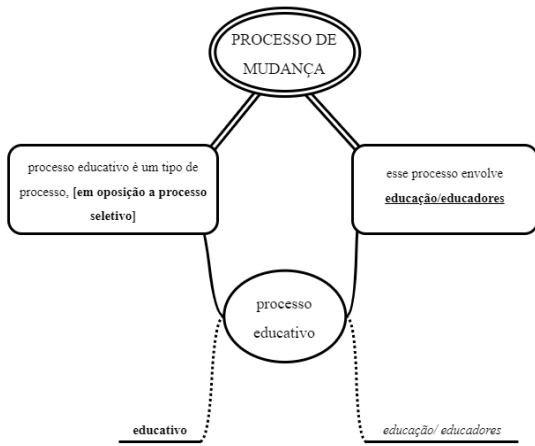 PROCESSO DE
MUDANÇA
processo educativo é um tipo de
processo, [em oposição a processo
seletivo]
esse processo envolve
educação/educadores
processo
educativo
educativo
educação/ educadores